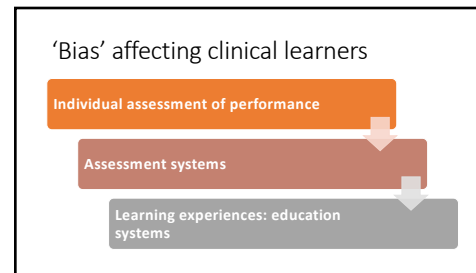 ‘Bias’ affecting clinical learners
Individual assessment of performance
Assessment systems
Learning experiences: education
systems